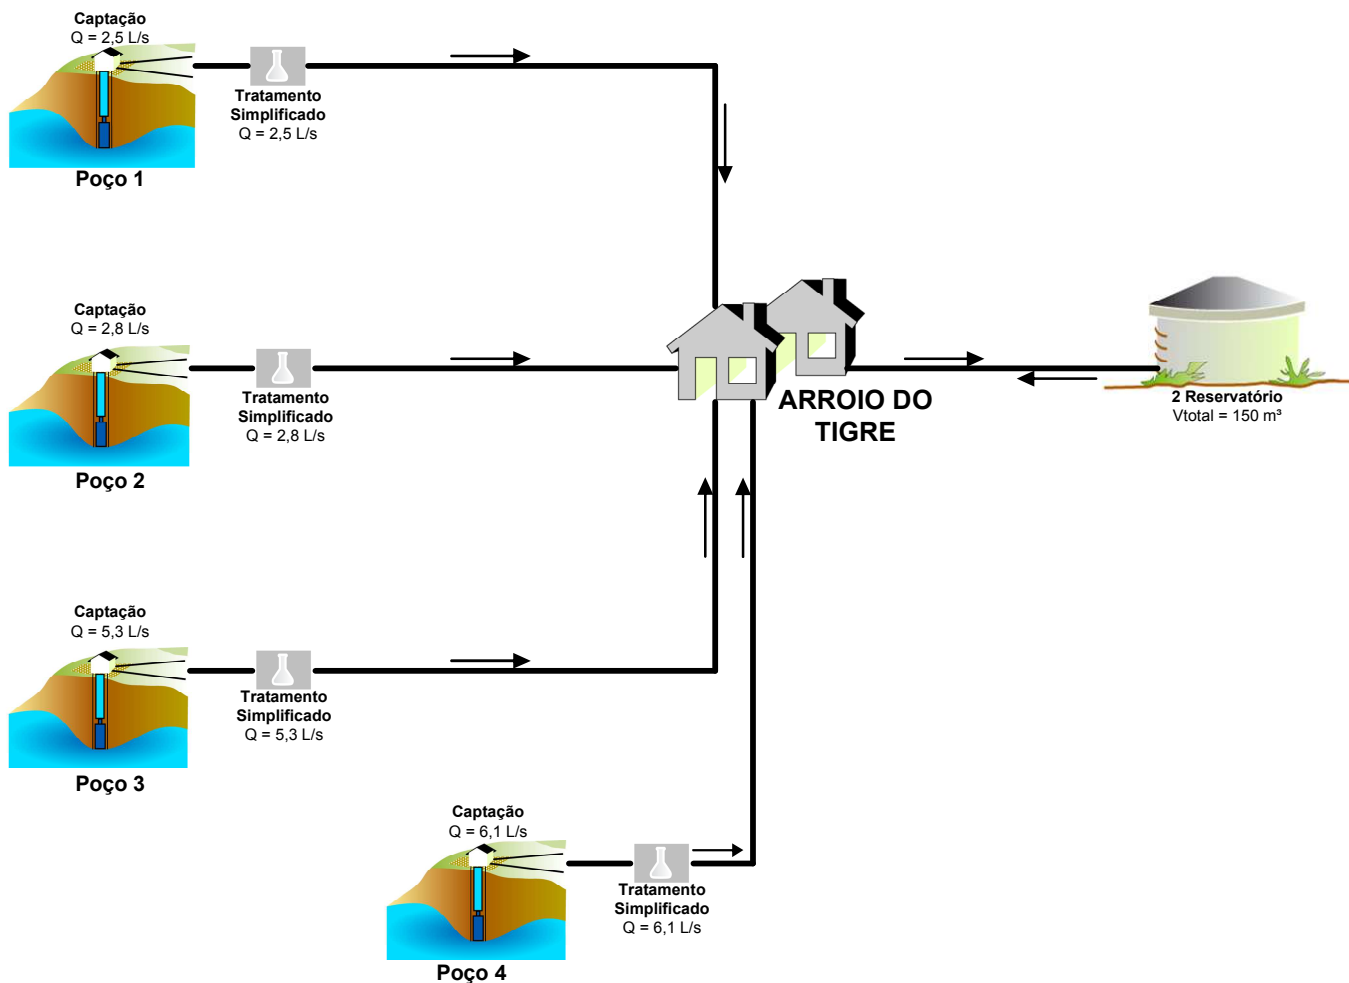 Captação
Q = 2,5 L/s
Tratamento
Simplificado
Q = 2,5 L/s
Poço 1
Captação
Q = 2,8 L/s
Tratamento
Simplificado
Q = 2,8 L/s
Poço 2
ARROIO DO
TIGRE
2 Reservatório
Vtotal = 150 m³
Captação
Q = 5,3 L/s
Tratamento
Simplificado
Q = 5,3 L/s
Poço 3
Captação
Q = 6,1 L/s
Tratamento
Simplificado
Q = 6,1 L/s
Poço 4